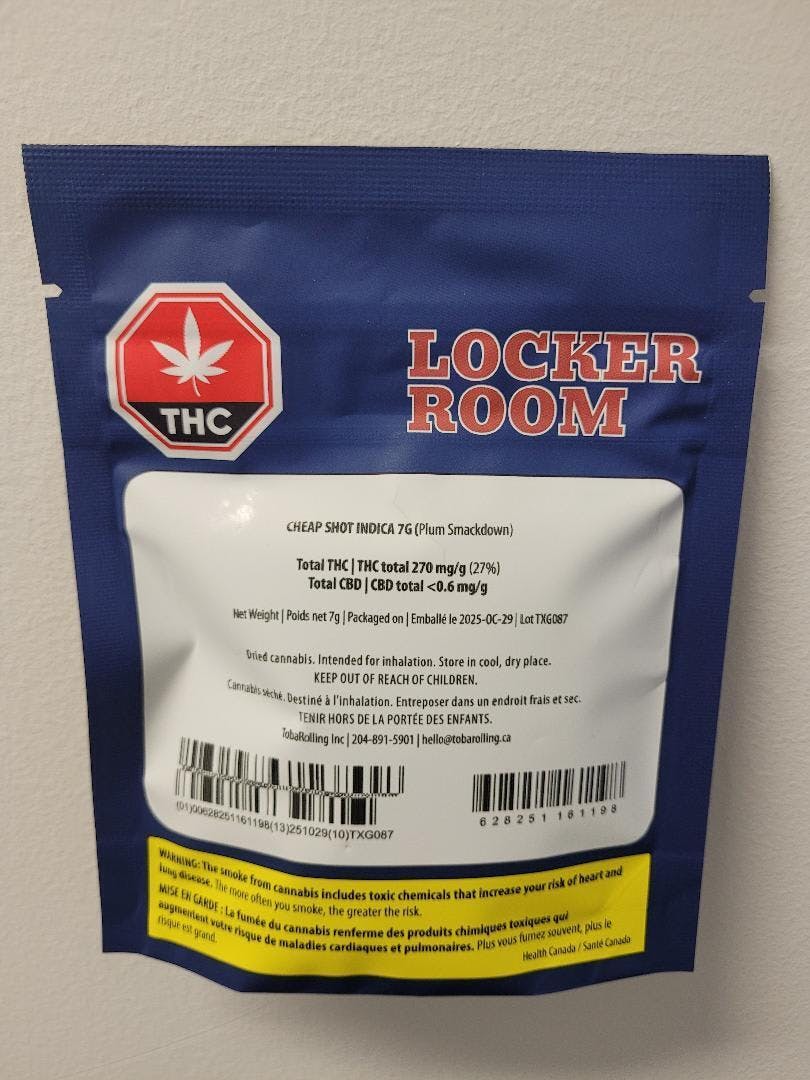 THC
LOCKER
ROOM
CHEAP SHOT INDICA 7G (Plum Smackdown)
Total THC | THC total 270 mg/g (27%)
Total CBD | CBD total <0.6 mg/g
Net Weight | Poids net 7g | Packaged on | Emballé le 2025-OC-29 | Lot TXG087
Dried cannabis. Intended for inhalation. Store in cool, dry place.
KEEP OUT OF REACH OF CHILDREN.
Cannabis séché. Destiné à l'inhalation. Entreposer dans un endroit frais et sec.
TENIR HORS DE LA PORTÉE DES ENFANTS.
TobaRolling Inc | 204-891-5901 | hello@tobarolling.ca
(01)00628251161198(13)251029(10)TXG087
6 28251 161198
WARNING: The smoke from cannabis includes toxic chemicals that increase your risk of heart and
lung disease. The more often you smoke, the greater the risk.
MISE EN GARDE : La fumée du cannabis renferme des produits chimiques toxiques qui
augmentent votre risque de maladies cardiaques et pulmonaires. Plus vous fumez souvent, plus le
risque est grand.
Health Canada / Santé Canada